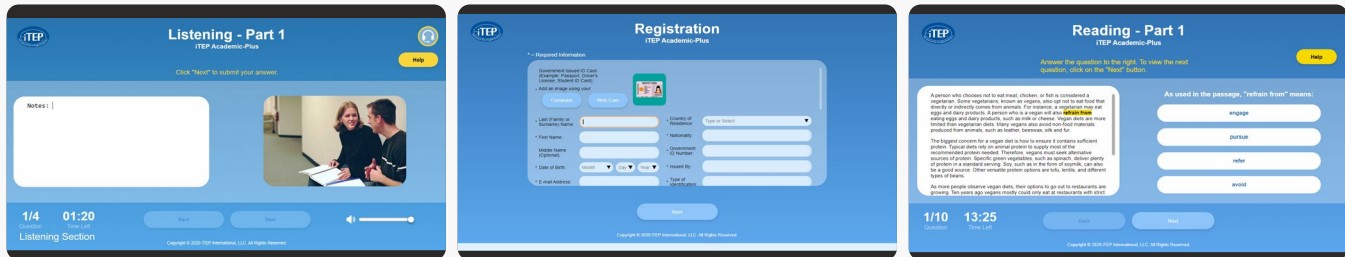 iTEP
Listening - Part 1
iTEP Academic-Plus
Help
Click "Next" to submit your answer.
Notes:
1/4
Question
01:20
Time Left
Back
Next
Listening Section
Copyright © 2020 iTEP International, LLC. All Rights Reserved.
iTEP
Registration
iTEP Academic-Plus
* = Required Information
Government Issued ID Card
(Example: Passport, Driver's
License, Student ID Card)
Add an image using your:
Computer
Web Cam
Last (Family or
Surname) Name:
* First Name:
Middle Name
(Optional):
* Date of Birth:
Month
Day
Year
* E-mail Address:
Country of
Residence:
Type or Select
* Nationality:
Government
ID Number:
* Issued By:
Type of
Identification
Next
Copyright © 2020 iTEP International, LLC. All Rights Reserved.
iTEP
Reading - Part 1
iTEP Academic-Plus
Help
Answer the question to the right. To view the next
question, click on the "Next" button.
A person who chooses not to eat meat, chicken, or fish is considered a
vegetarian. Some vegetarians, known as vegans, also opt not to eat food that
directly or indirectly comes from animals. For instance, a vegetarian may eat
eggs and dairy products. A person who is a vegan will also refrain from
eating eggs and dairy products, such as milk or cheese. Vegan diets are more
limited than vegetarian diets. Many vegans also avoid non-food materials
produced from animals, such as leather, beeswax, silk and fur.
The biggest concern for a vegan diet is how to ensure it contains sufficient
protein. Typical diets rely on animal protein to supply most of the
recommended protein needed. Therefore, vegans must seek alternative
sources of protein. Specific green vegetables, such as spinach, deliver plenty
of protein in a standard serving. Soy, such as in the form of soymilk, can also
be a good source. Other versatile protein options are tofu, lentils, and different
types of beans.
As more people observe vegan diets, their options to go out to restaurants are
growing. Ten years ago vegans mostly could only eat at restaurants with strict
As used in the passage, "refrain from" means:
engage
pursue
refer
avoid
1/10
Question
13:25
Time Left
Back
Next
Copyright © 2020 iTEP International, LLC. All Rights Reserved.